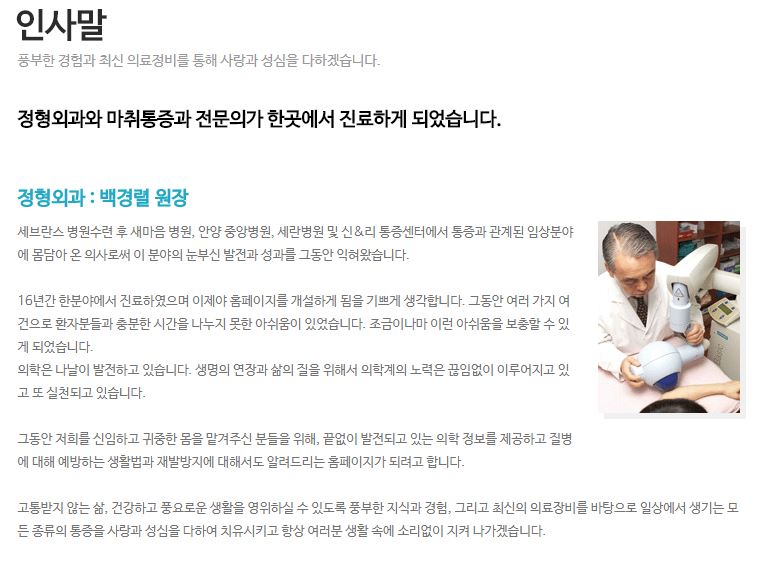 인사말
풍부한 경험과 최신 의료정비를 통해 사랑과 성심을 다하겠습니다.
정형외과와 마취통증과 전문의가 한곳에서 진료하게 되었습니다.
정형외과 : 백경렬 원장
세브란스 병원수련 후 새마음 병원, 안양 중앙병원, 세란병원 및 신&리 통증센터에서 통증과 관계된 임상분야
에 몸담아 온 의사로써 이 분야의 눈부신 발전과 성과를 그동안 익혀왔습니다.
16년간 한분야에서 진료하였으며 이제야 홈페이지를 개설하게 됨을 기쁘게 생각합니다. 그동안 여러 가지 여
건으로 환자분들과 충분한 시간을 나누지 못한 아쉬움이 있었습니다. 조금이나마 이런 아쉬움을 보충할 수 있
게 되었습니다.
의학은 나날이 발전하고 있습니다. 생명의 연장과 삶의 질을 위해서 의학계의 노력은 끊임없이 이루어지고 있
고 또 실천되고 있습니다.
그동안 저희를 신임하고 귀중한 몸을 맡겨주신 분들을 위해, 끝없이 발전되고 있는 의학 정보를 제공하고 질병
에 대해 예방하는 생활법과 재발방지에 대해서도 알려드리는 홈페이지가 되려고 합니다.
고통받지 않는 삶, 건강하고 풍요로운 생활을 영위하실 수 있도록 풍부한 지식과 경험, 그리고 최신의 의료장비를 바탕으로 일상에서 생기는 모
든 종류의 통증을 사랑과 성심을 다하여 치유시키고 항상 여러분 생활 속에 소리없이 지켜 나가겠습니다.